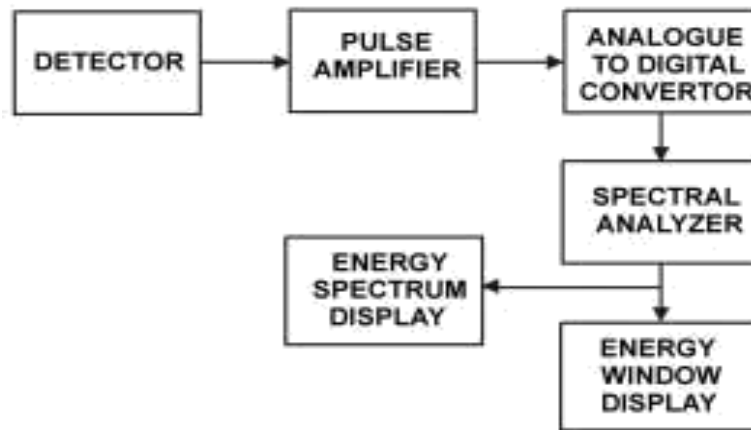 DETECTOR
PULSE
AMPLIFIER
ANALOGUE
TO DIGITAL
CONVERTOR
SPECTRAL
ANALYZER
ENERGY
SPECTRUM
DISPLAY
ENERGY
WINDOW
DISPLAY